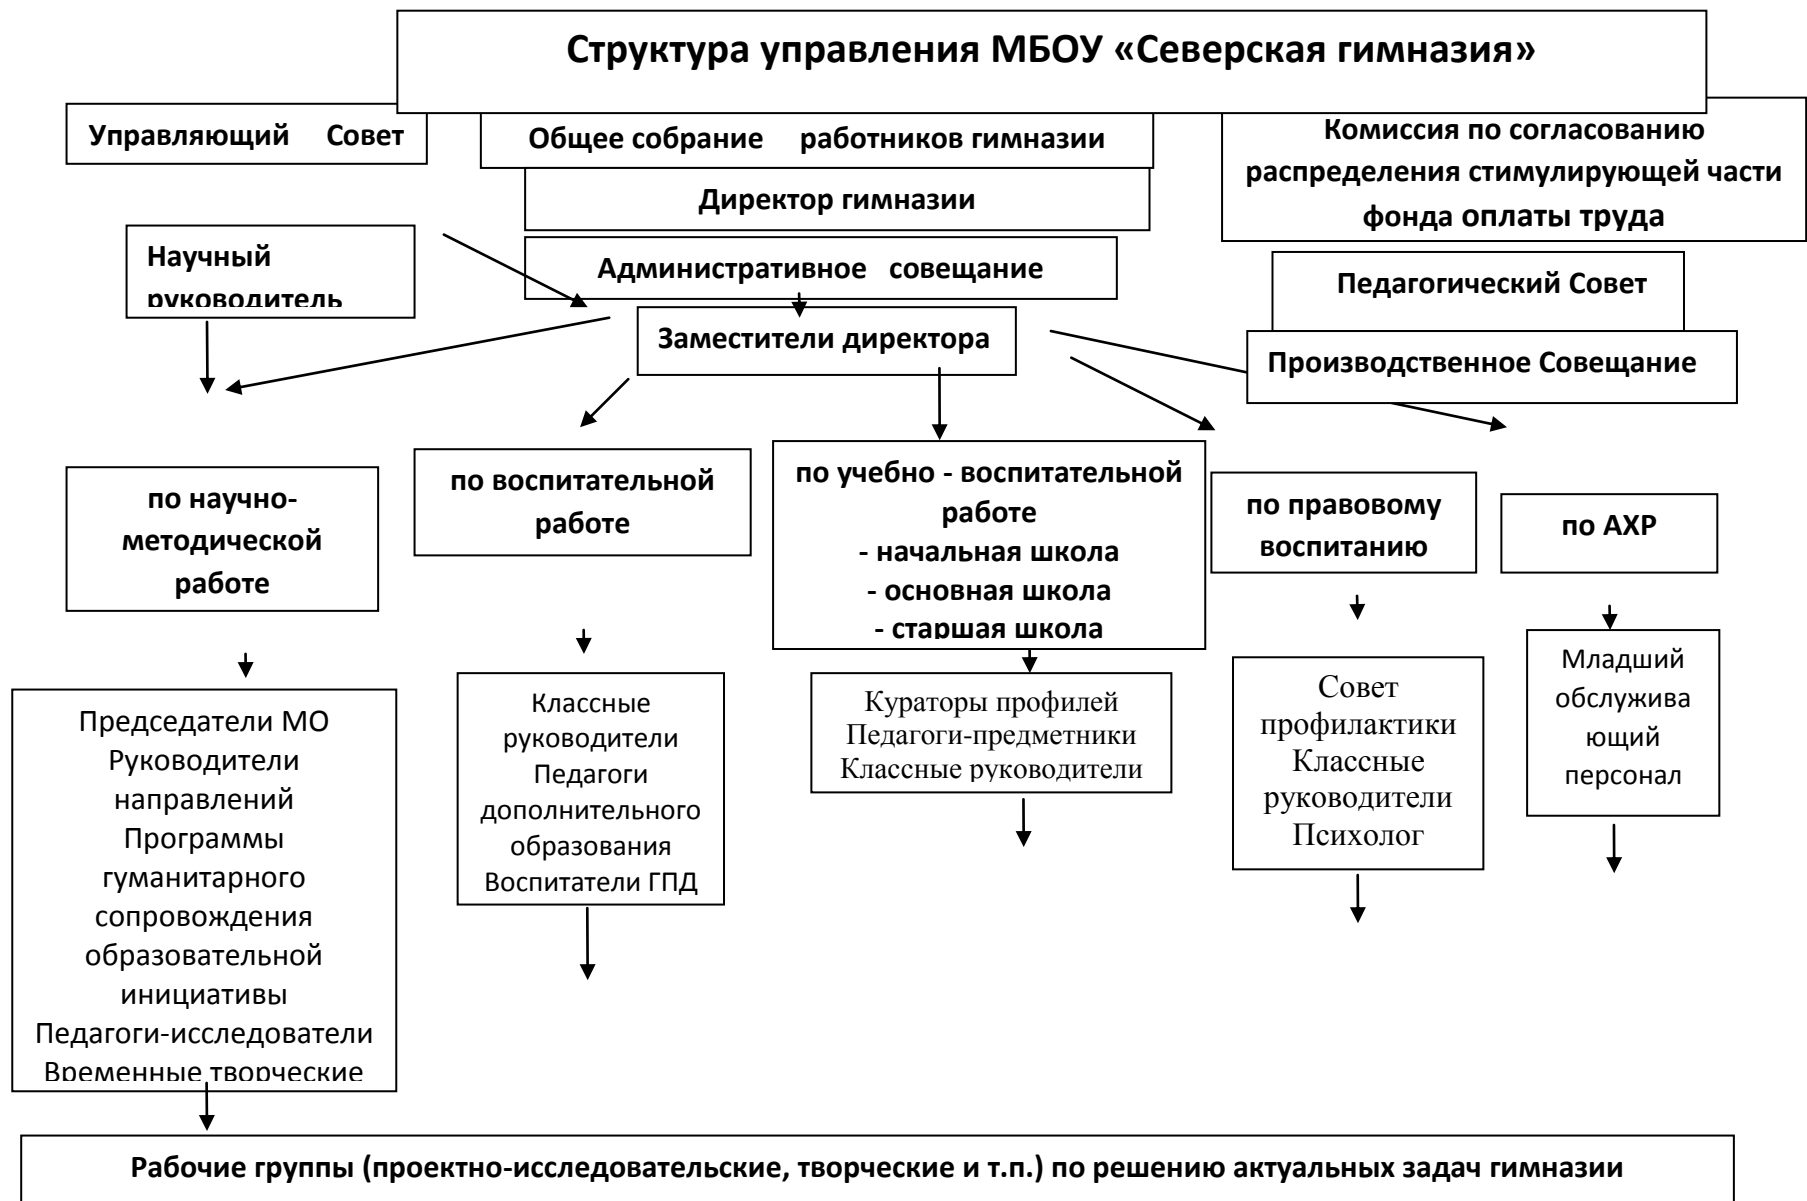 Структура управления МБОУ «Северская гимназия»
Управляющий Совет
Общее собрание работников гимназии
Комиссия по согласованию
распределения стимулирующей части
фонда оплаты труда
Директор гимназии
Научный
руководитель
Административное совещание
Педагогический Совет
Заместители директора
Производственное Совещание
по научно-
методической
работе
по воспитательной
работе
по учебно - воспитательной
работе
- начальная школа
- основная школа
- старшая школа
по правовому
воспитанию
по АХР
Председатели МО
Руководители
направлений
Программы
гуманитарного
сопровождения
образовательной
инициативы
Педагоги-исследователи
Временные творческие
Классные
руководители
Педагоги
дополнительного
образования
Воспитатели ГПД
Кураторы профилей
Педагоги-предметники
Классные руководители
Совет
профилактики
Классные
руководители
Психолог
Младший
обслужива
ющий
персонал
Рабочие группы (проектно-исследовательские, творческие и т.п.) по решению актуальных задач гимназии